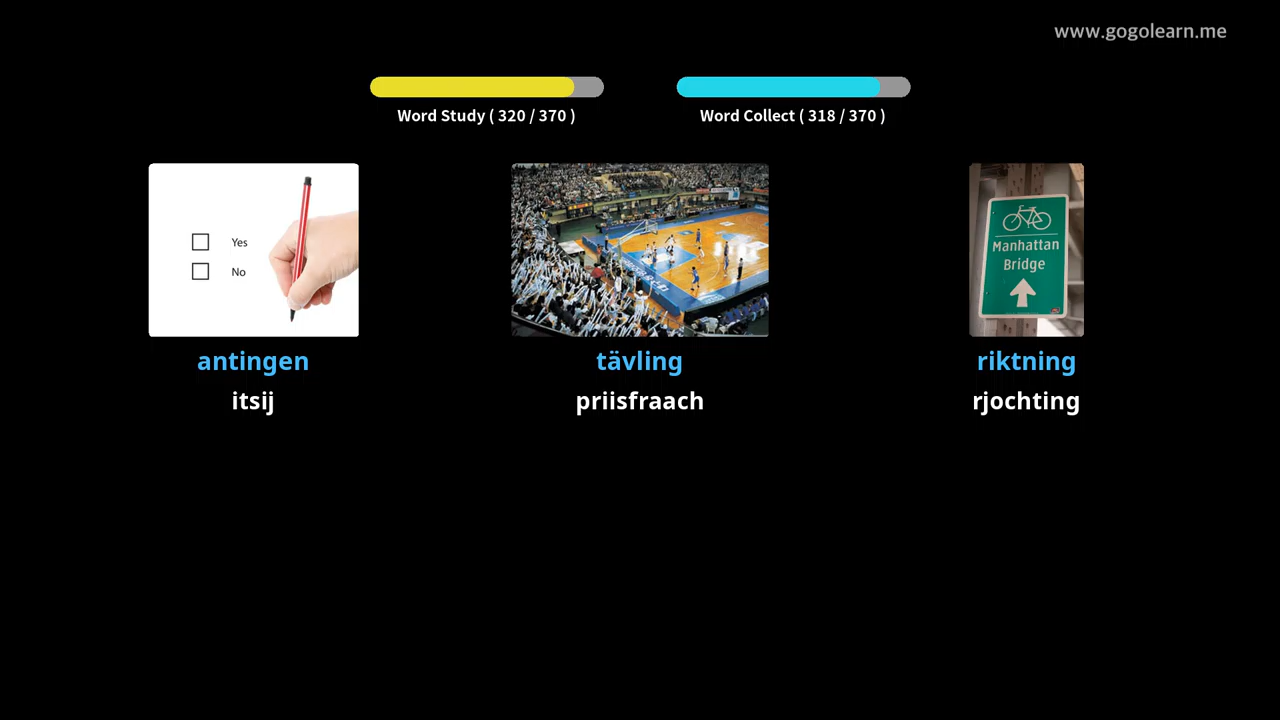 www.gogolearn.me
Word Study ( 320 / 370 )
Word Collect ( 318 / 370 )
Yes
No
Manhattan
Bridge
antingen
tävling
riktning
itsij
priisfraach
rjochting